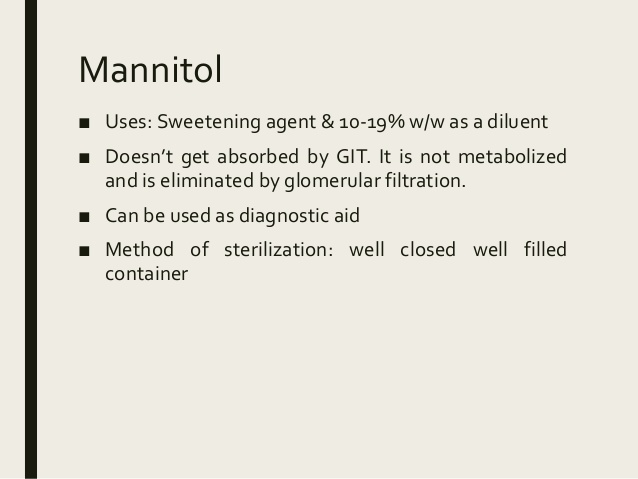 Mannitol
■ Uses: Sweetening agent & 10-19% w/w as a diluent
■ Doesn’t get absorbed by GIT. It is not metabolized
and is eliminated by glomerular filtration.
■ Can be used as diagnostic aid
■ Method of sterilization: well closed well filled
container